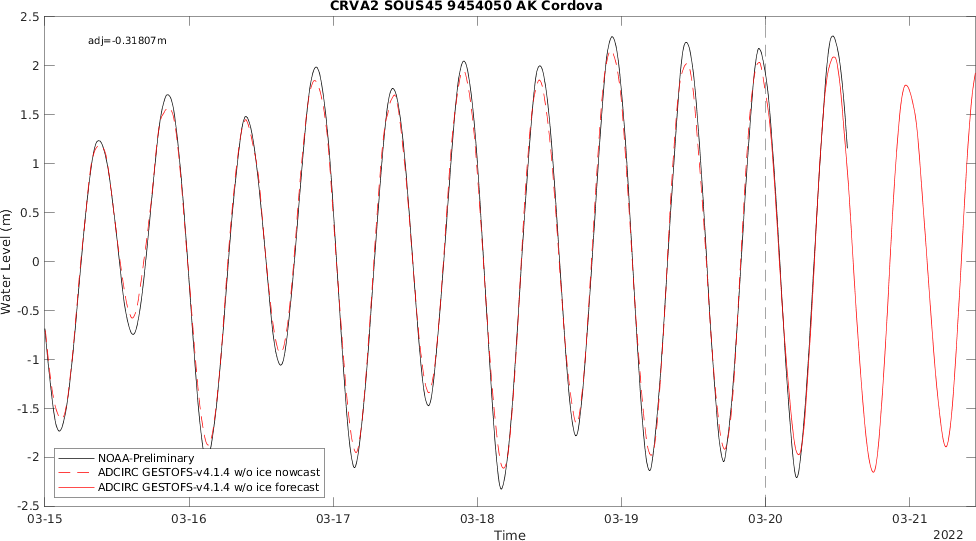 CRVA2 SOUS45 9454050 AK Cordova
adj=-0.31807m
2.5
2
1.5
1
0.5
0
-0.5
-1
-1.5
-2
-2.5
Water Level (m)
NOAA-Preliminary
ADCIRC GESTOFS-v4.1.4 w/o ice nowcast
ADCIRC GESTOFS-v4.1.4 w/o ice forecast
03-15 03-16 03-17 03-18 03-19 03-20 03-21
Time
2022